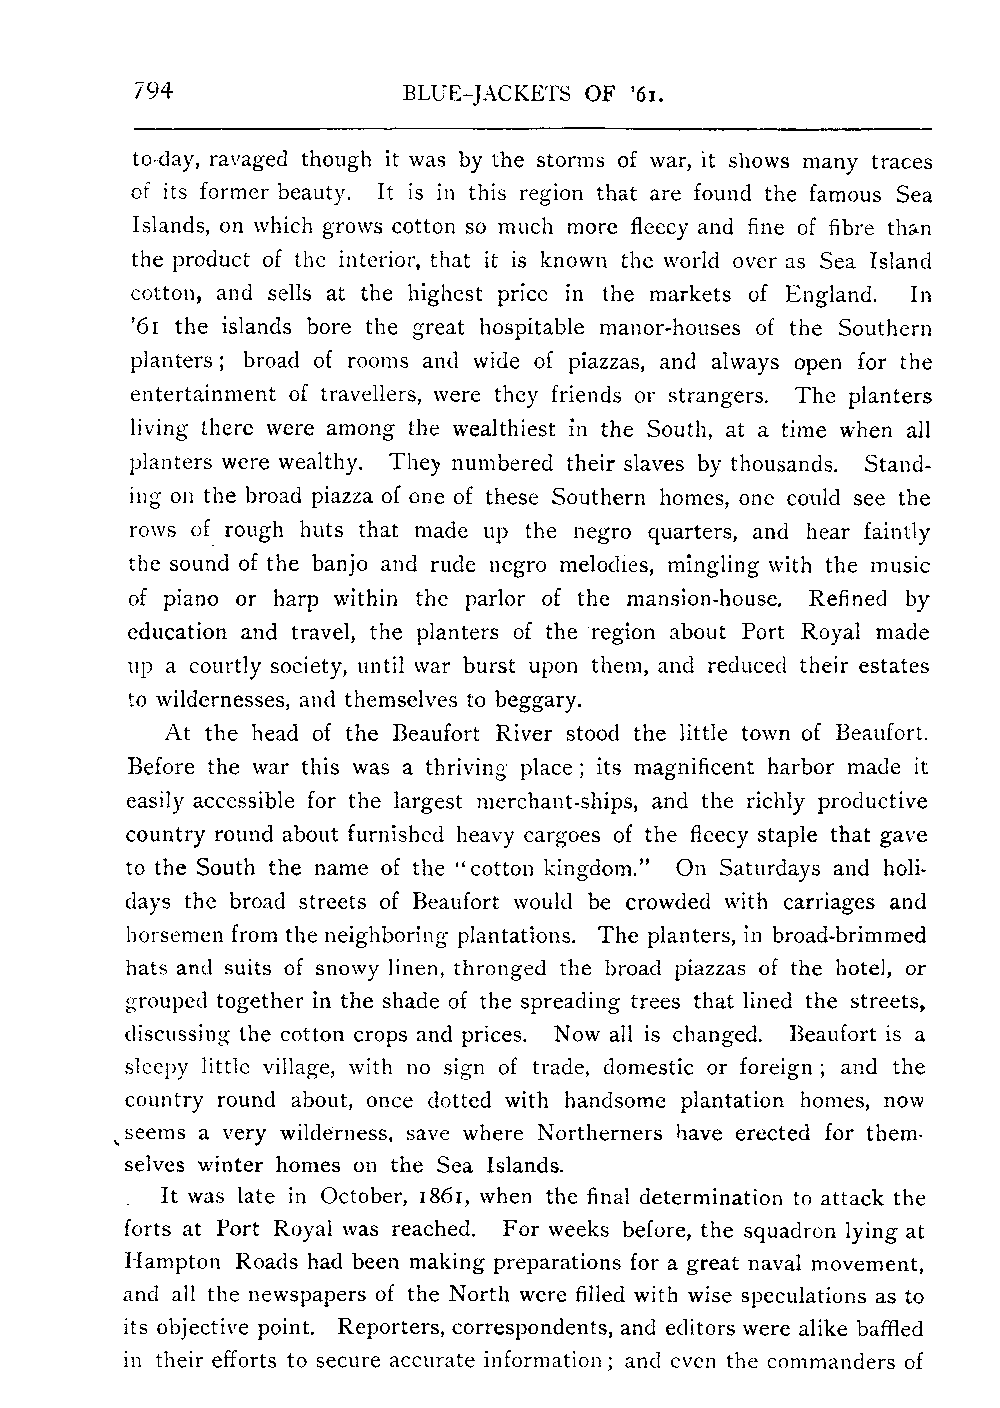 794 BLUE-JACKETS OF '61.
to-day, ravaged though it was by the storms of war, it shows many traces
of its former beauty. It is in this region that are found the famous Sea
Islands, on which grows cotton so much more fleecy and fine of fibre than
the product of the interior, that it is known the world over as Sea Island
cotton, and sells at the highest price in the markets of England. In
'61 the islands bore the great hospitable manor-houses of the Southern
planters; broad of rooms and wide of piazzas, and always open for the
entertainment of travellers, were they friends or strangers. The planters
living there were among the wealthiest in the South, at a time when all
planters were wealthy. They numbered their slaves by thousands. Stand-
ing on the broad piazza of one of these Southern homes, one could see the
rows of rough huts that made up the negro quarters, and hear faintly
the sound of the banjo and rude negro melodies, mingling with the music
of piano or harp within the parlor of the mansion-house. Refined by
education and travel, the planters of the region about Port Royal made
up a courtly society, until war burst upon them, and reduced their estates
to wildernesses, and themselves to beggary.
At the head of the Beaufort River stood the little town of Beaufort.
Before the war this was a thriving place; its magnificent harbor made it
easily accessible for the largest merchant-ships, and the richly productive
country round about furnished heavy cargoes of the fleecy staple that gave
to the South the name of the "cotton kingdom." On Saturdays and holi-
days the broad streets of Beaufort would be crowded with carriages and
horsemen from the neighboring plantations. The planters, in broad-brimmed
hats and suits of snowy linen, thronged the broad piazzas of the hotel, or
grouped together in the shade of the spreading trees that lined the streets,
discussing the cotton crops and prices. Now all is changed. Beaufort is a
sleepy little village, with no sign of trade, domestic or foreign; and the
country round about, once dotted with handsome plantation homes, now
seems a very wilderness, save where Northerners have erected for them-
selves winter homes on the Sea Islands.
It was late in October, 1861, when the final determination to attack the
forts at Port Royal was reached. For weeks before, the squadron lying at
Hampton Roads had been making preparations for a great naval movement,
and all the newspapers of the North were filled with wise speculations as to
its objective point. Reporters, correspondents, and editors were alike baffled
in their efforts to secure accurate information; and even the commanders of